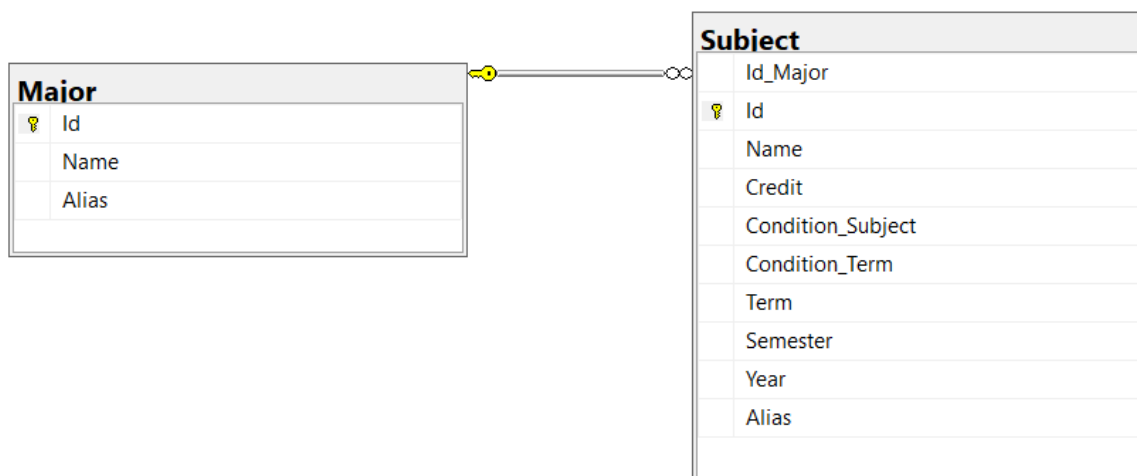 Major
Id
Name
Alias
Subject
Id_Major
Id
Name
Credit
Condition_Subject
Condition_Term
Term
Semester
Year
Alias